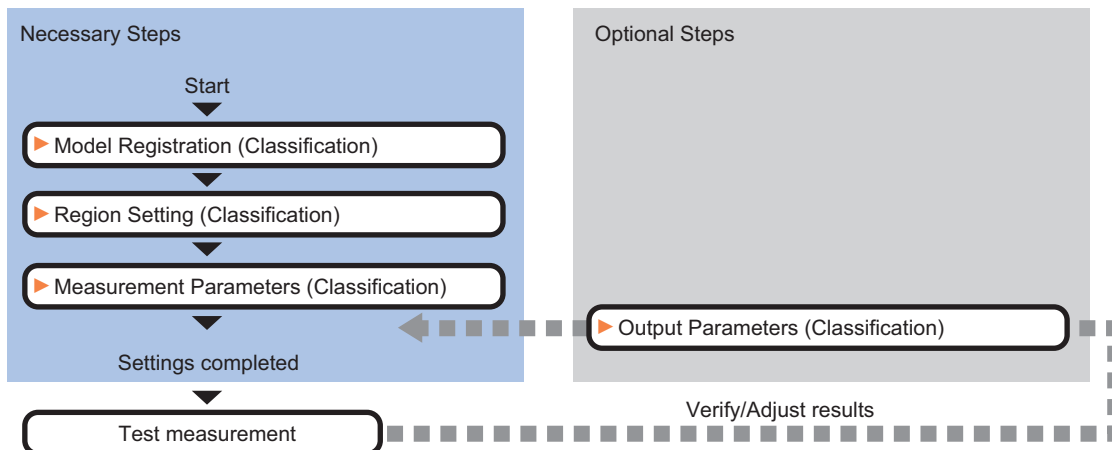 Necessary Steps
Start
Model Registration (Classification)
Region Setting (Classification)
Measurement Parameters (Classification)
Settings completed
Test measurement
Optional Steps
Output Parameters (Classification)
Verify/Adjust results